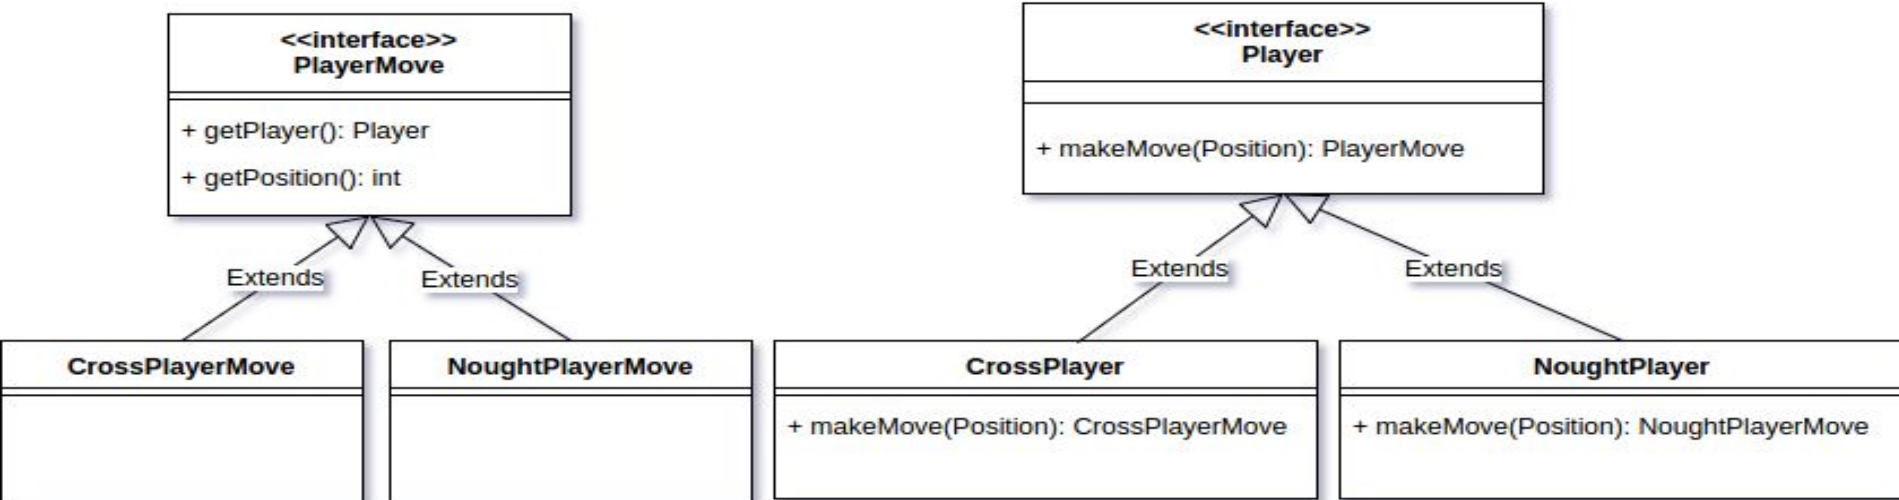 <<interface>>
PlayerMove
+ getPlayer(): Player
+ getPosition(): int
<<interface>>
Player
+ makeMove(Position): PlayerMove
Extends
Extends
Extends
Extends
CrossPlayerMove
NoughtPlayerMove
CrossPlayer
+ makeMove(Position): CrossPlayerMove
NoughtPlayer
+ makeMove(Position): NoughtPlayerMove